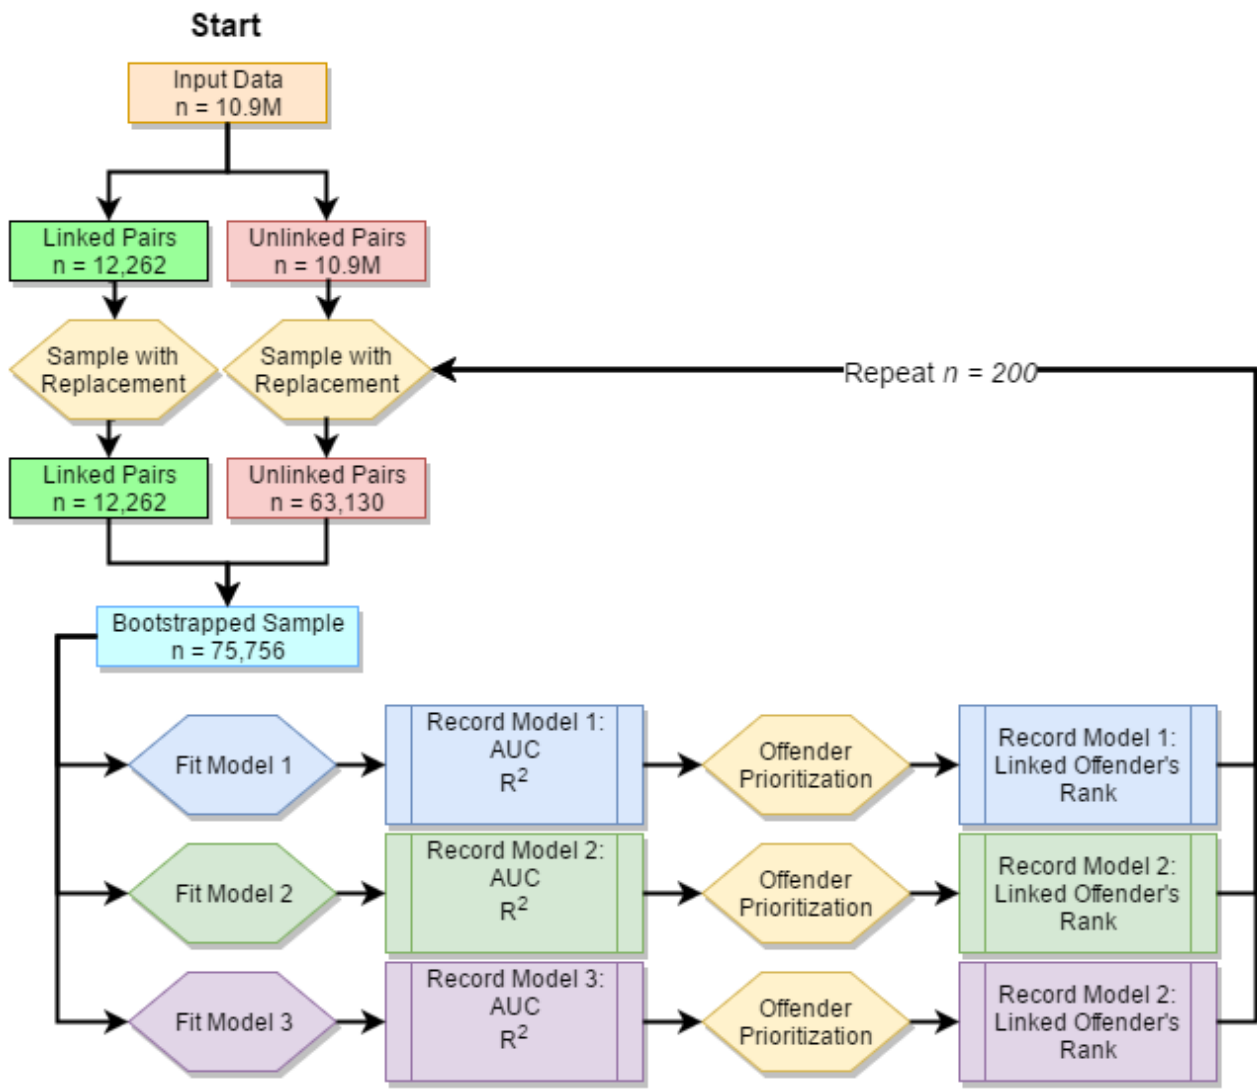 Start
Input Data
n = 10.9M
Linked Pairs
n = 12,262
Unlinked Pairs
n = 10.9M
Sample with
Replacement
Sample with
Replacement
Repeat n = 200
Linked Pairs
n = 12,262
Unlinked Pairs
n = 63,130
Bootstrapped Sample
n = 75,756
Fit Model 1
Record Model 1:
AUC
R²
Offender
Prioritization
Record Model 1:
Linked Offender's
Rank
Fit Model 2
Record Model 2:
AUC
R²
Offender
Prioritization
Record Model 2:
Linked Offender's
Rank
Fit Model 3
Record Model 3:
AUC
R²
Offender
Prioritization
Record Model 2:
Linked Offender's
Rank